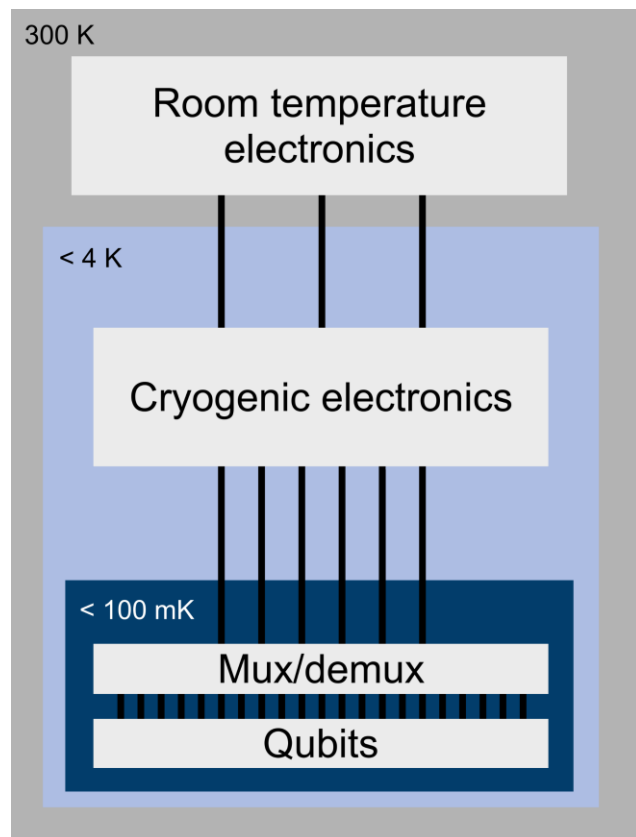 300 K
Room temperature
electronics
< 4 K
Cryogenic electronics
< 100 mK
Mux/demux
Qubits